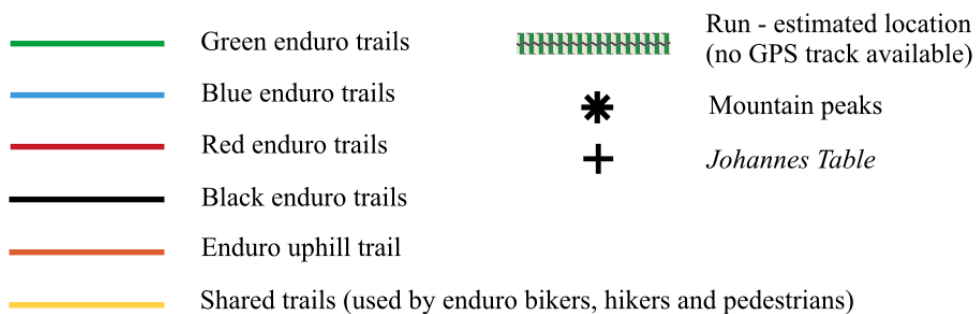 Green enduro trails
Blue enduro trails
Red enduro trails
Black enduro trails
Enduro uphill trail
Shared trails (used by enduro bikers, hikers and pedestrians)
Run - estimated location
(no GPS track available)
Mountain peaks
Johannes Table